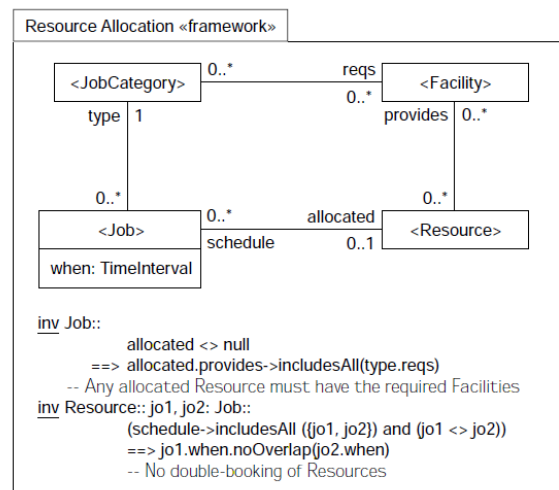 Resource Allocation «framework»
<JobCategory>
0..*
reqs
0..*
<Facility>
type
1
provides
0..*
0..*
0..*
<Job>
0..*
schedule
allocated
0..1
<Resource>
when: TimeInterval
inv Job::
allocated <> null
==> allocated.provides->includesAll(type.reqs)
-- Any allocated Resource must have the required Facilities
inv Resource:: jo1, jo2: Job::
(schedule->includesAll ({jo1, jo2}) and (jo1 <> jo2))
==> jo1.when.noOverlap(jo2.when)
-- No double-booking of Resources